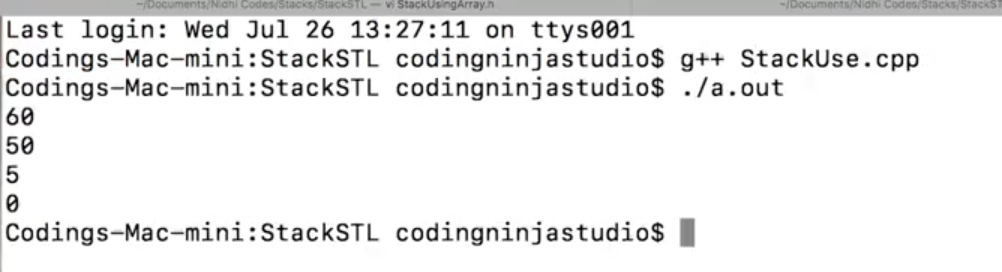 ~/Documents/Nidhi Codes/Stacks/StackSTL — vi StackUsingArray.h
~/Documents/Nidhi Codes/Stacks/StackST
Last login: Wed Jul 26 13:27:11 on ttys001
Codings-Mac-mini:StackSTL codingninjastudio$ g++ StackUse.cpp
Codings-Mac-mini:StackSTL codingninjastudio$ ./a.out
60
50
5
0
Codings-Mac-mini:StackSTL codingninjastudio$